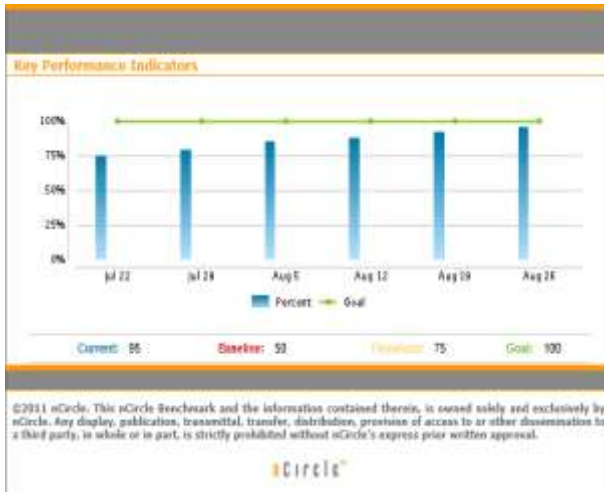 Key Performance Indicators
100%
75%
50%
25%
0%
Jul 22 Jul 29 Aug 5 Aug 12 Aug 19 Aug 26
Percent Goal
Current: 95 Baseline: 50 Threshold: 75 Goal: 100
©2011 nCircle. This nCircle Benchmark and the information contained therein, is owned solely and exclusively by
nCircle. Any display, publication, transmittal, transfer, distribution, provision of access to or other dissemination to
a third party, in whole or in part, is strictly prohibited without nCircle's express prior written approval.
nCircle™